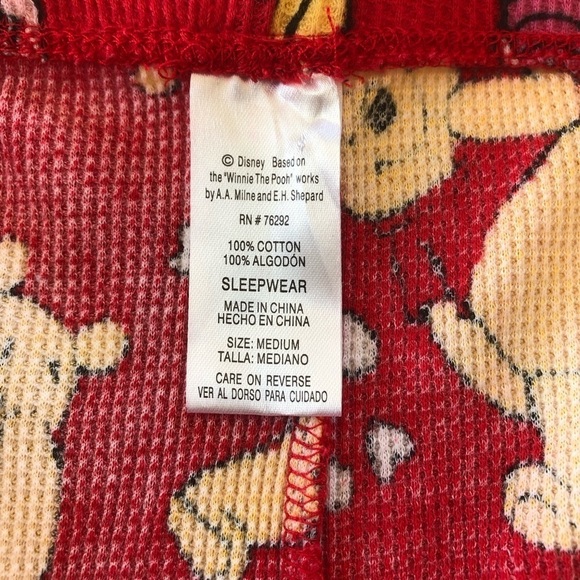 © Disney Based on
the "Winnie The Pooh" works
by A.A. Milne and E.H. Shepard
RN # 76292
100% COTTON
100% ALGODÓN
SLEEPWEAR
MADE IN CHINA
HECHO EN CHINA
SIZE: MEDIUM
TALLA: MEDIANO
CARE ON REVERSE
VER AL DORSO PARA CUIDADO